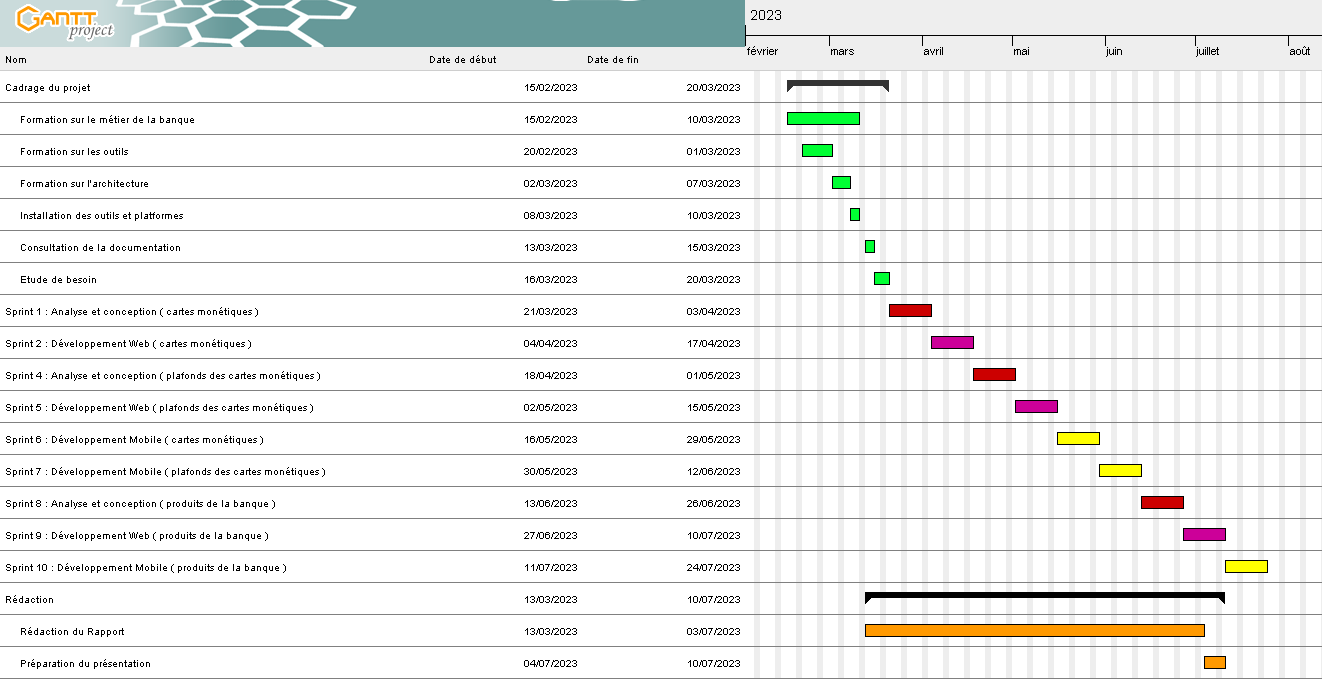 GANTT
project
2023
février mars avril mai juin juillet août
Nom Date de début Date de fin
Cadrage du projet 15/02/2023 20/03/2023
Formation sur le métier de la banque 15/02/2023 10/03/2023
Formation sur les outils 20/02/2023 01/03/2023
Formation sur l'architecture 02/03/2023 07/03/2023
Installation des outils et platformes 08/03/2023 10/03/2023
Consultation de la documentation 13/03/2023 15/03/2023
Etude de besoin 16/03/2023 20/03/2023
Sprint 1 : Analyse et conception ( cartes monétiques ) 21/03/2023 03/04/2023
Sprint 2 : Développement Web ( cartes monétiques ) 04/04/2023 17/04/2023
Sprint 4 : Analyse et conception ( plafonds des cartes monétiques ) 18/04/2023 01/05/2023
Sprint 5 : Développement Web ( plafonds des cartes monétiques ) 02/05/2023 15/05/2023
Sprint 6 : Développement Mobile ( cartes monétiques ) 16/05/2023 29/05/2023
Sprint 7 : Développement Mobile ( plafonds des cartes monétiques ) 30/05/2023 12/06/2023
Sprint 8 : Analyse et conception ( produits de la banque ) 13/06/2023 26/06/2023
Sprint 9 : Développement Web ( produits de la banque ) 27/06/2023 10/07/2023
Sprint 10 : Développement Mobile ( produits de la banque ) 11/07/2023 24/07/2023
Rédaction 13/03/2023 10/07/2023
Rédaction du Rapport 13/03/2023 03/07/2023
Préparation du présentation 04/07/2023 10/07/2023